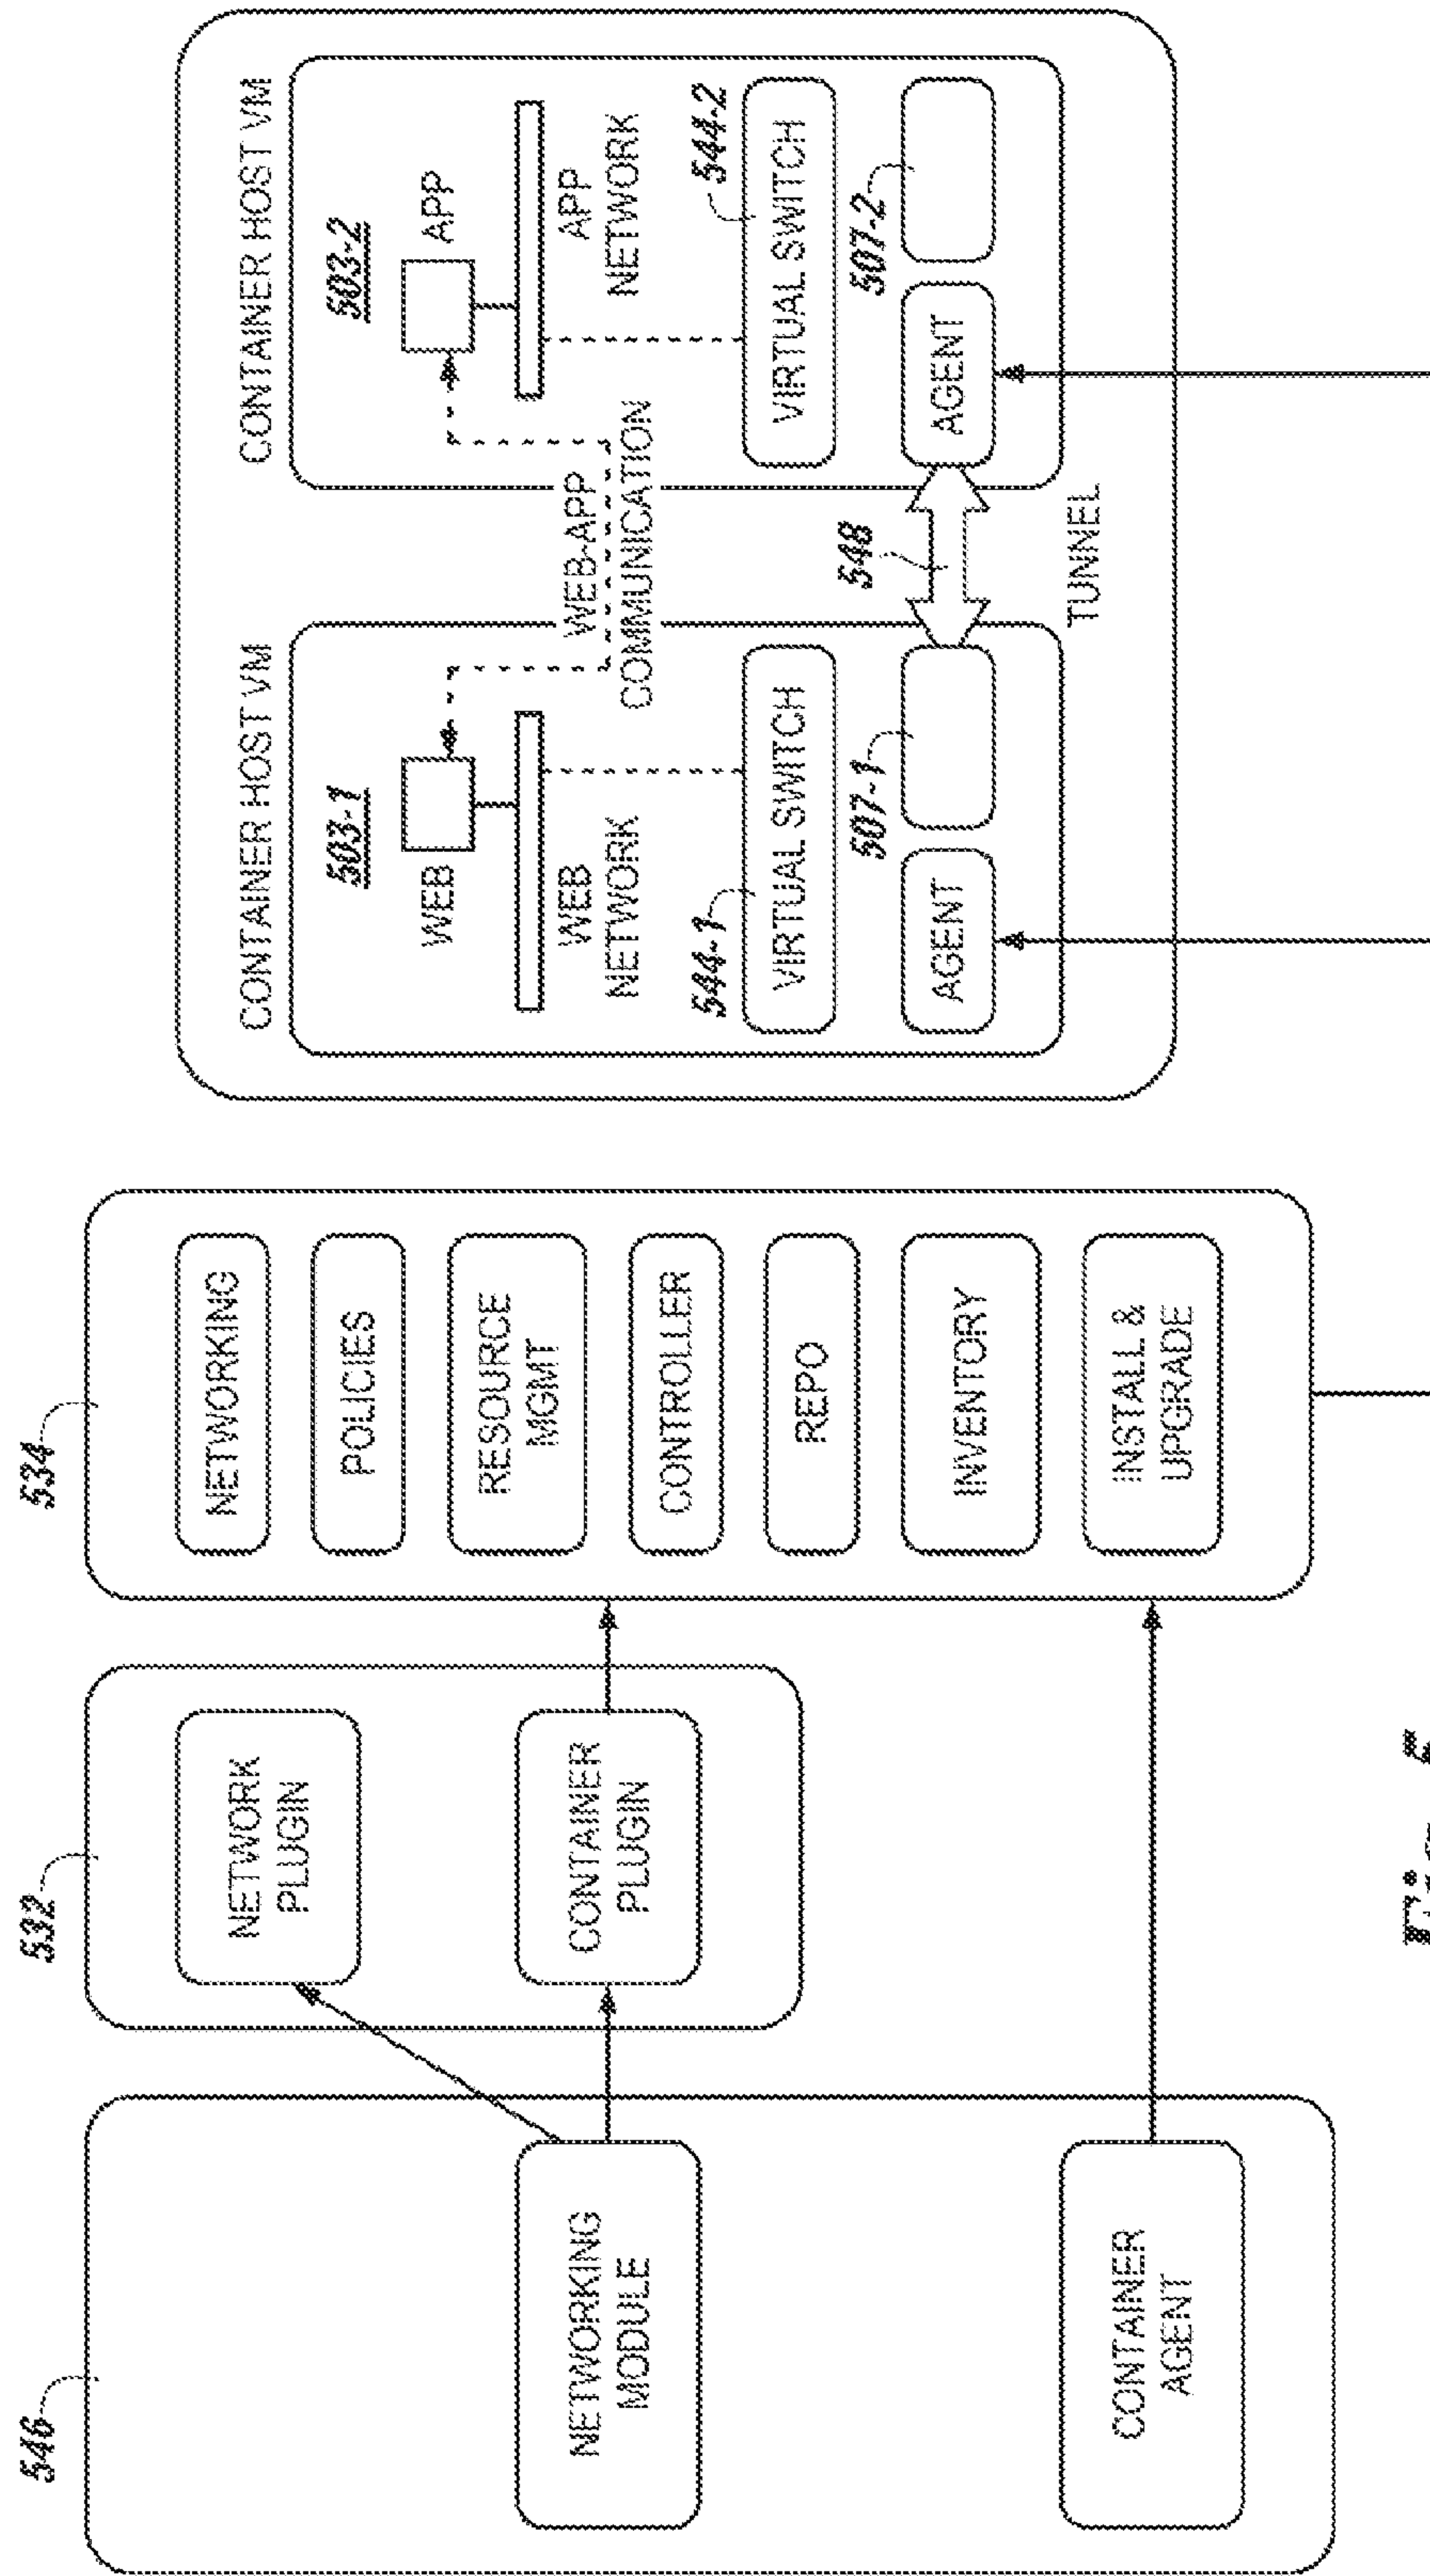 546
NETWORKING
MODULE
CONTAINER
AGENT
532
NETWORK
PLUGIN
CONTAINER
PLUGIN
534
NETWORKING
POLICIES
RESOURCE
MGMT
CONTROLLER
REPO
INVENTORY
INSTALL &
UPGRADE
CONTAINER HOST VM
503-1
WEB
WEB
NETWORK
544-1
VIRTUAL SWITCH
507-1
AGENT
WEB-APP
COMMUNICATION
548
TUNNEL
CONTAINER HOST VM
503-2
APP
APP
NETWORK
544-2
VIRTUAL SWITCH
507-2
AGENT
Fig. 5